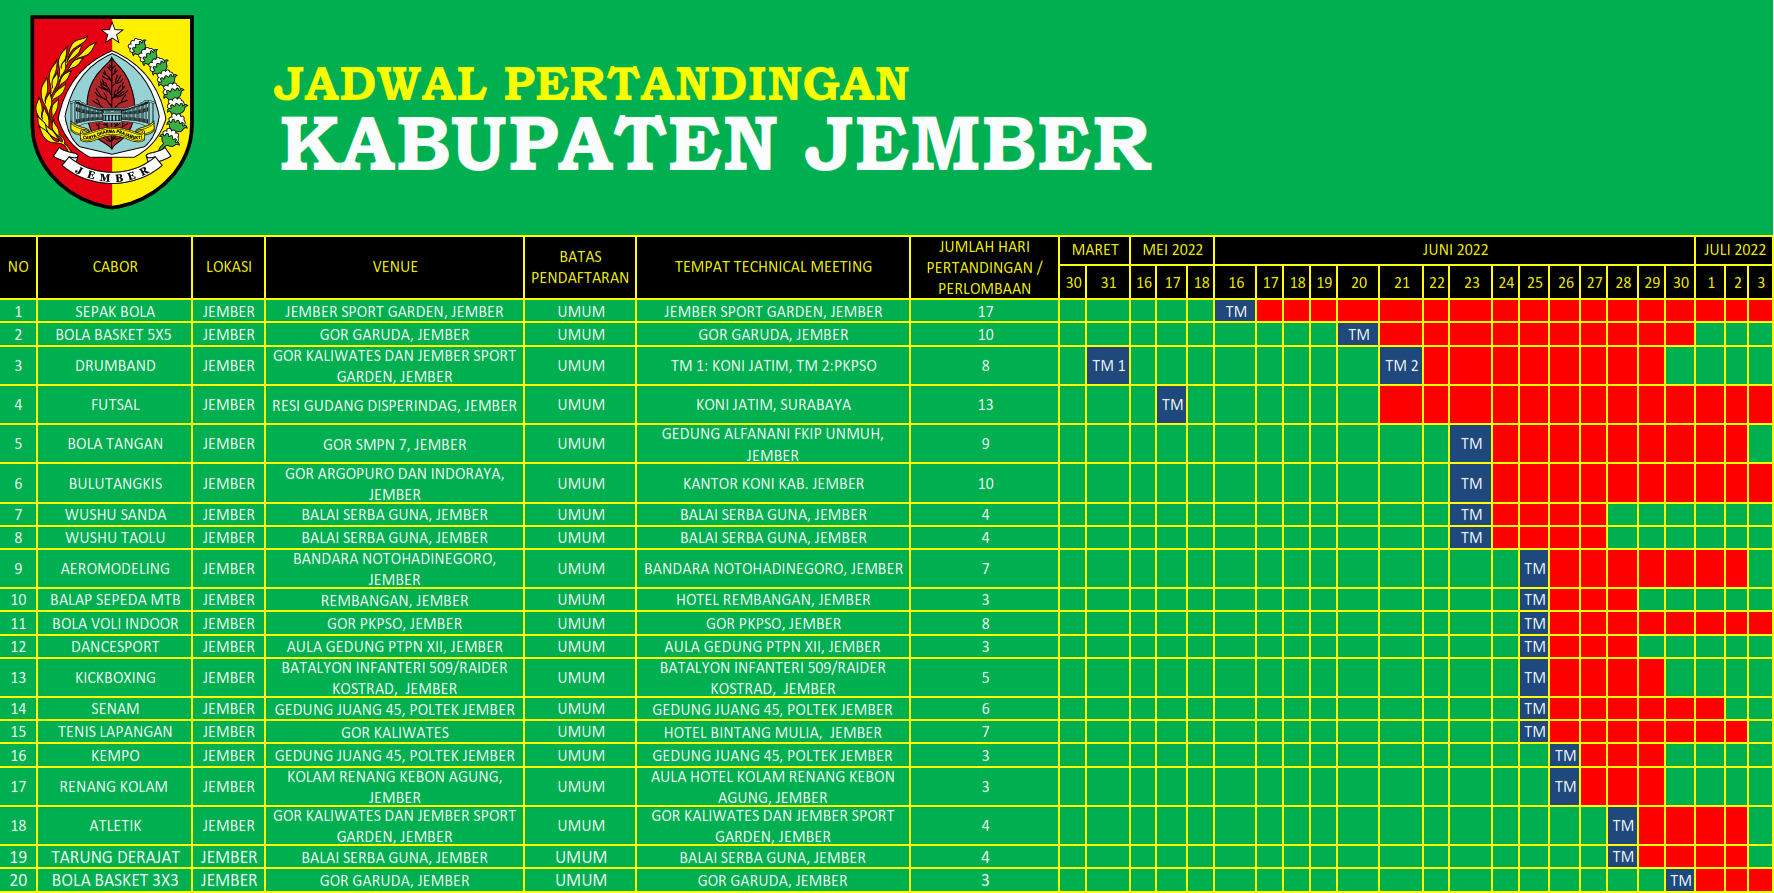 CARYA DHARMA PRAJA MUKTI
JEMBER
JADWAL PERTANDINGAN
KABUPATEN JEMBER
NO CABOR LOKASI VENUE BATAS PENDAFTARAN TEMPAT TECHNICAL MEETING JUMLAH HARI PERTANDINGAN / PERLOMBAAN MARET MEI 2022 JUNI 2022 JULI 2022
30 31 16 17 18 16 17 18 19 20 21 22 23 24 25 26 27 28 29 30 1 2 3
1 SEPAK BOLA JEMBER JEMBER SPORT GARDEN, JEMBER UMUM JEMBER SPORT GARDEN, JEMBER 17 TM
2 BOLA BASKET 5X5 JEMBER GOR GARUDA, JEMBER UMUM GOR GARUDA, JEMBER 10 TM
3 DRUMBAND JEMBER GOR KALIWATES DAN JEMBER SPORT GARDEN, JEMBER UMUM TM 1: KONI JATIM, TM 2:PKPSO 8 TM 1 TM 2
4 FUTSAL JEMBER RESI GUDANG DISPERINDAG, JEMBER UMUM KONI JATIM, SURABAYA 13 TM
5 BOLA TANGAN JEMBER GOR SMPN 7, JEMBER UMUM GEDUNG ALFANANI FKIP UNMUH, JEMBER 9 TM
6 BULUTANGKIS JEMBER GOR ARGOPURO DAN INDORAYA, JEMBER UMUM KANTOR KONI KAB. JEMBER 10 TM
7 WUSHU SANDA JEMBER BALAI SERBA GUNA, JEMBER UMUM BALAI SERBA GUNA, JEMBER 4 TM
8 WUSHU TAOLU JEMBER BALAI SERBA GUNA, JEMBER UMUM BALAI SERBA GUNA, JEMBER 4 TM
9 AEROMODELING JEMBER BANDARA NOTOHADINEGORO, JEMBER UMUM BANDARA NOTOHADINEGORO, JEMBER 7 TM
10 BALAP SEPEDA MTB JEMBER REMBANGAN, JEMBER UMUM HOTEL REMBANGAN, JEMBER 3 TM
11 BOLA VOLI INDOOR JEMBER GOR PKPSO, JEMBER UMUM GOR PKPSO, JEMBER 8 TM
12 DANCESPORT JEMBER AULA GEDUNG PTPN XII, JEMBER UMUM AULA GEDUNG PTPN XII, JEMBER 3 TM
13 KICKBOXING JEMBER BATALYON INFANTERI 509/RAIDER KOSTRAD, JEMBER UMUM BATALYON INFANTERI 509/RAIDER KOSTRAD, JEMBER 5 TM
14 SENAM JEMBER GEDUNG JUANG 45, POLTEK JEMBER UMUM GEDUNG JUANG 45, POLTEK JEMBER 6 TM
15 TENIS LAPANGAN JEMBER GOR KALIWATES UMUM HOTEL BINTANG MULIA, JEMBER 7 TM
16 KEMPO JEMBER GEDUNG JUANG 45, POLTEK JEMBER UMUM GEDUNG JUANG 45, POLTEK JEMBER 3 TM
17 RENANG KOLAM JEMBER KOLAM RENANG KEBON AGUNG, JEMBER UMUM AULA HOTEL KOLAM RENANG KEBON AGUNG, JEMBER 3 TM
18 ATLETIK JEMBER GOR KALIWATES DAN JEMBER SPORT GARDEN, JEMBER UMUM GOR KALIWATES DAN JEMBER SPORT GARDEN, JEMBER 4 TM
19 TARUNG DERAJAT JEMBER BALAI SERBA GUNA, JEMBER UMUM BALAI SERBA GUNA, JEMBER 4 TM
20 BOLA BASKET 3X3 JEMBER GOR GARUDA, JEMBER UMUM GOR GARUDA, JEMBER 3 TM